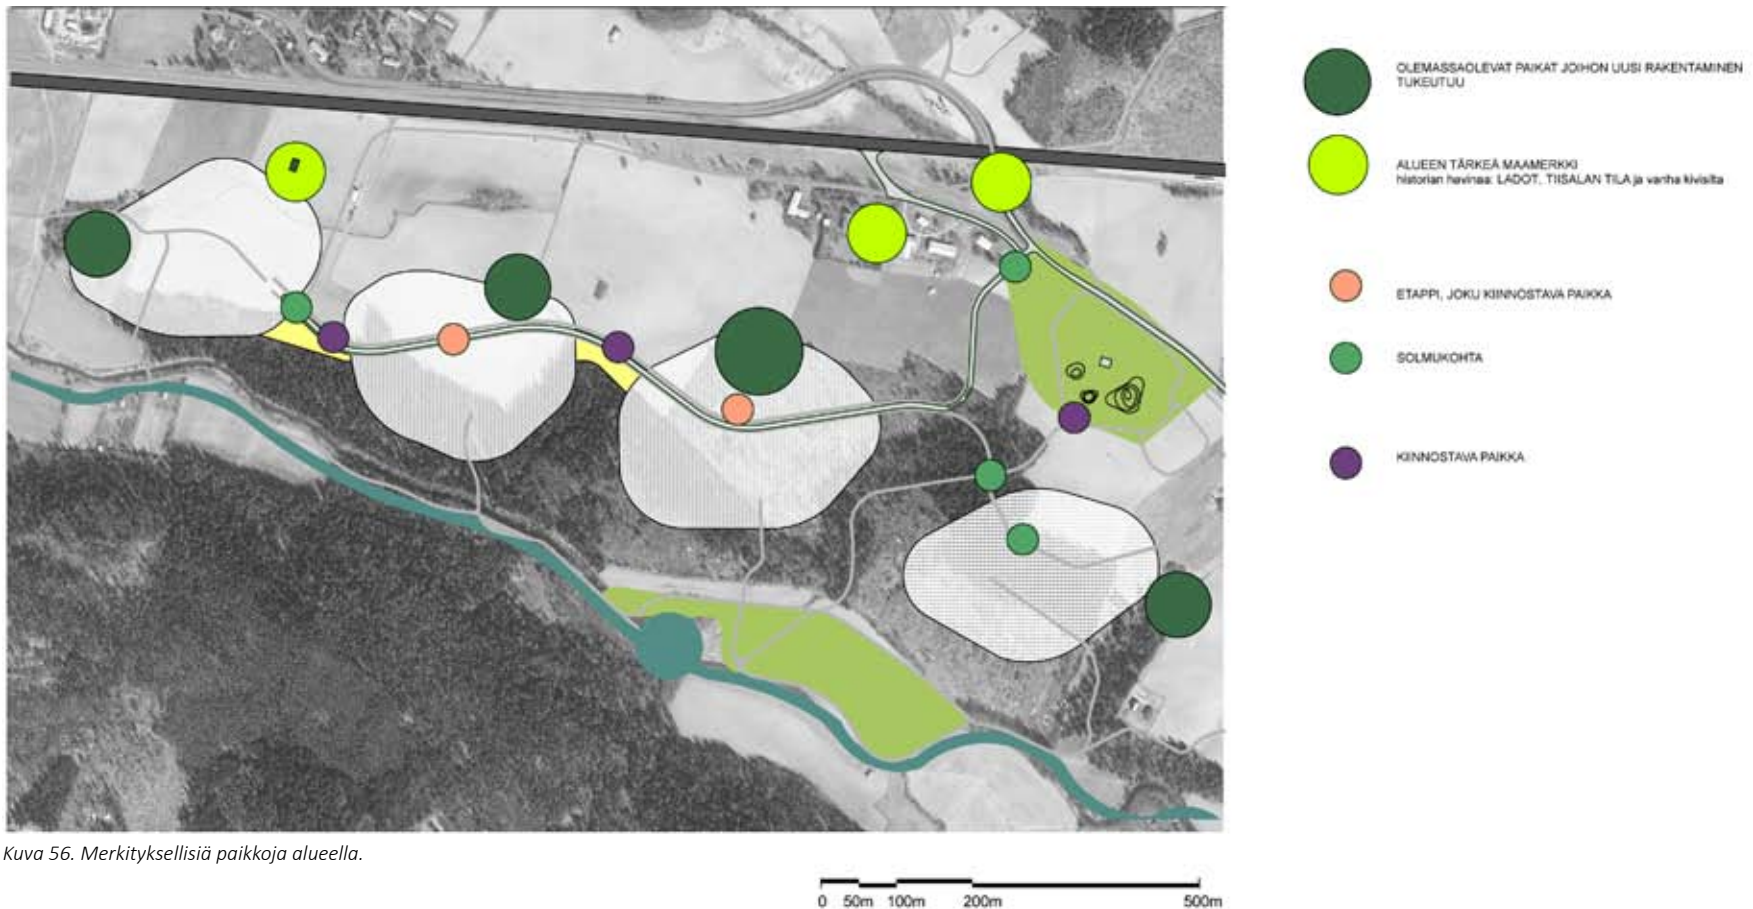 OLEMASSAOLEVAT PAIKAT JOIHON UUSI RAKENTAMINEN
TUKEUTUU
ALUEEN TÄRKEÄ MAAMERKKI
historian havinaa: LADOT, TIISALAN TILA ja vanha kivisilta
ETAPPI, JOKU KIINNOSTAVA PAIKKA
SOLMUKOHTA
KIINNOSTAVA PAIKKA
Kuva 56. Merkityksellisiä paikkoja alueella.
0 50m 100m 200m 500m